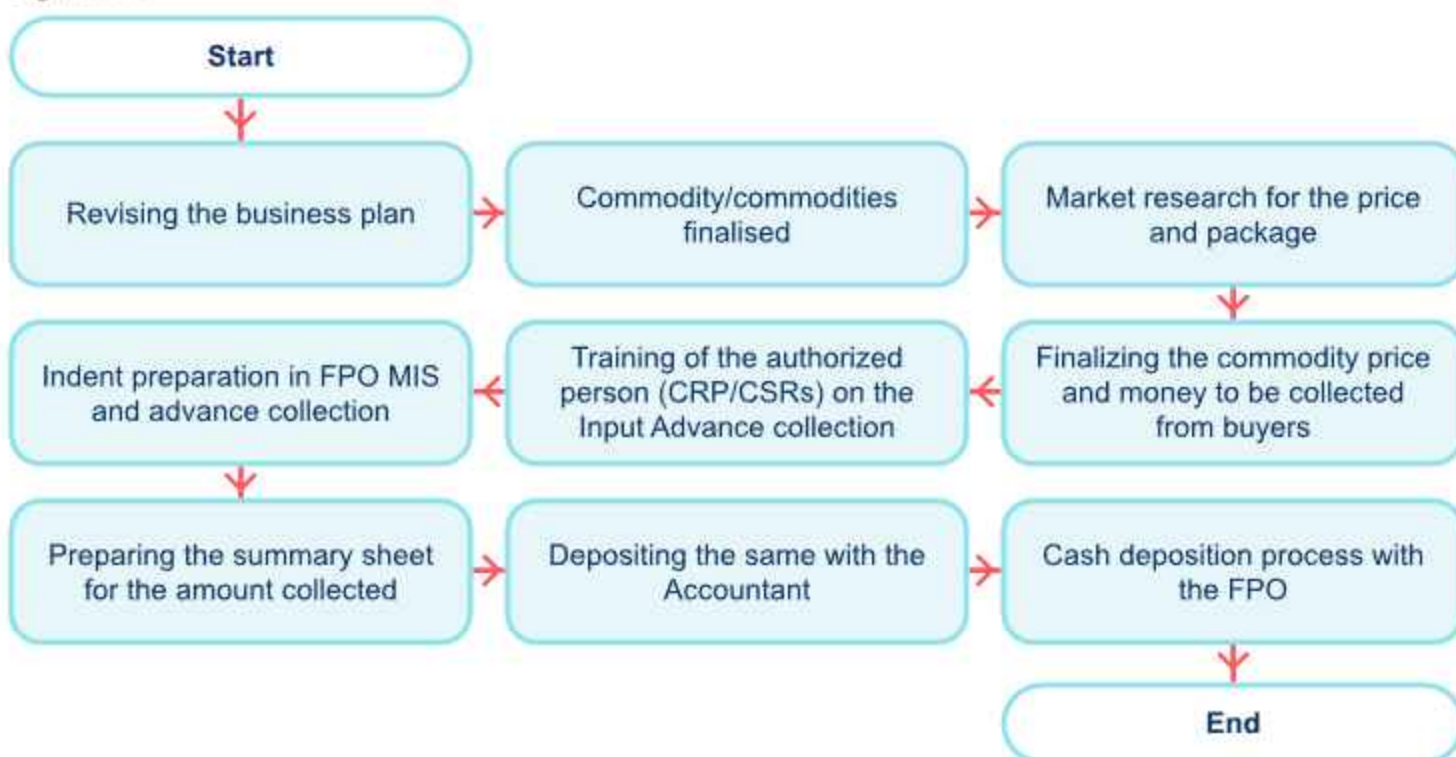 Start
Revising the business plan
Commodity/commodities
finalised
Market research for the price
and package
Finalizing the commodity price
and money to be collected
from buyers
Training of the authorized
person (CRP/CSRs) on the
Input Advance collection
Indent preparation in FPO MIS
and advance collection
Preparing the summary sheet
for the amount collected
Depositing the same with the
Accountant
Cash deposition process with
the FPO
End